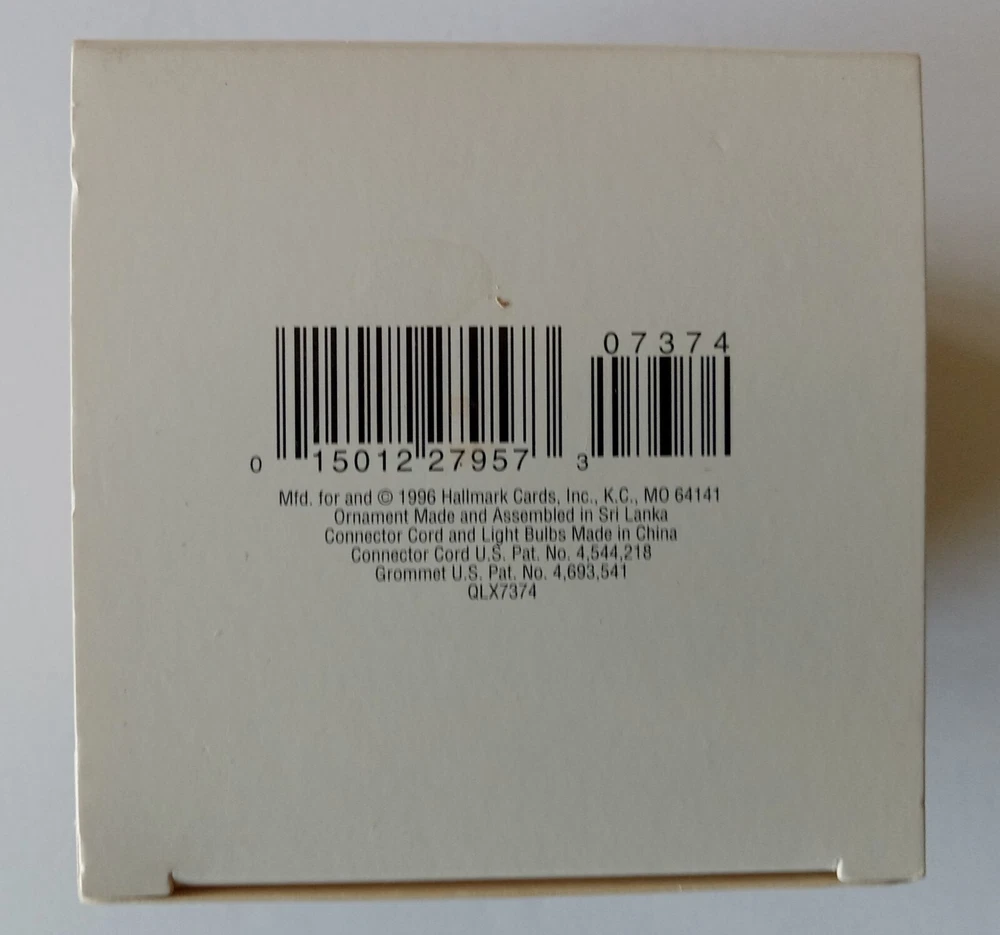 07374
0 15012 27957 3
Mfd. for and © 1996 Hallmark Cards, Inc., K.C., MO 64141
Ornament Made and Assembled in Sri Lanka
Connector Cord and Light Bulbs Made in China
Connector Cord U.S. Pat. No. 4,544,218
Grommet U.S. Pat. No. 4,693,541
QLX7374